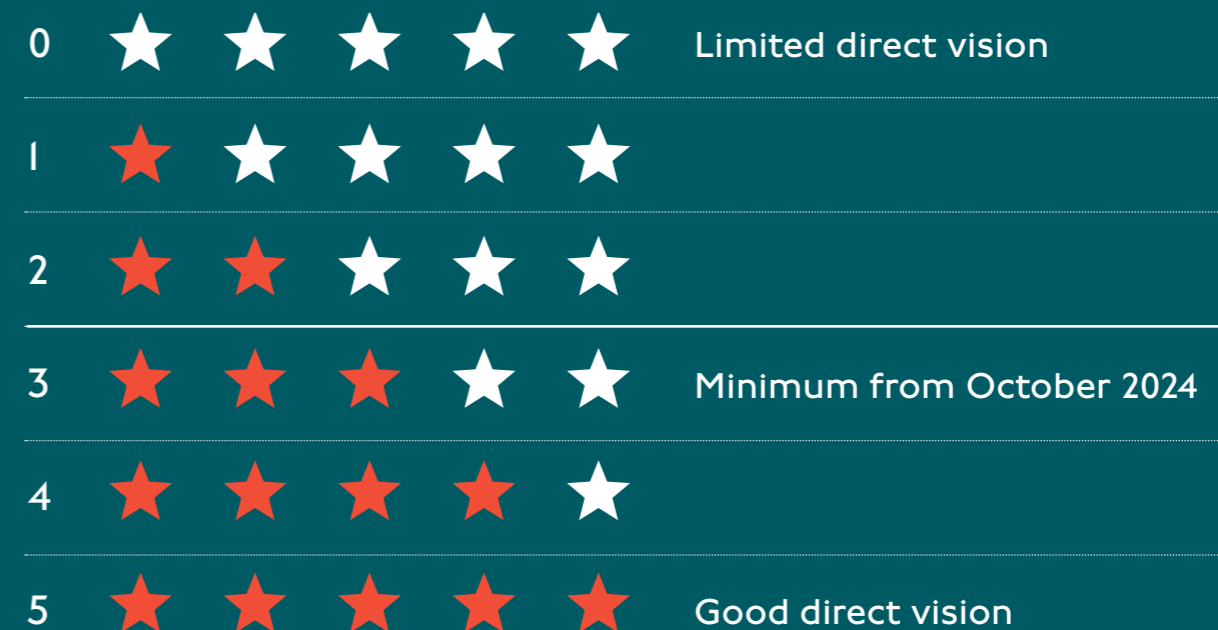 0 Limited direct vision
1
2
3 Minimum from October 2024
4
5 Good direct vision